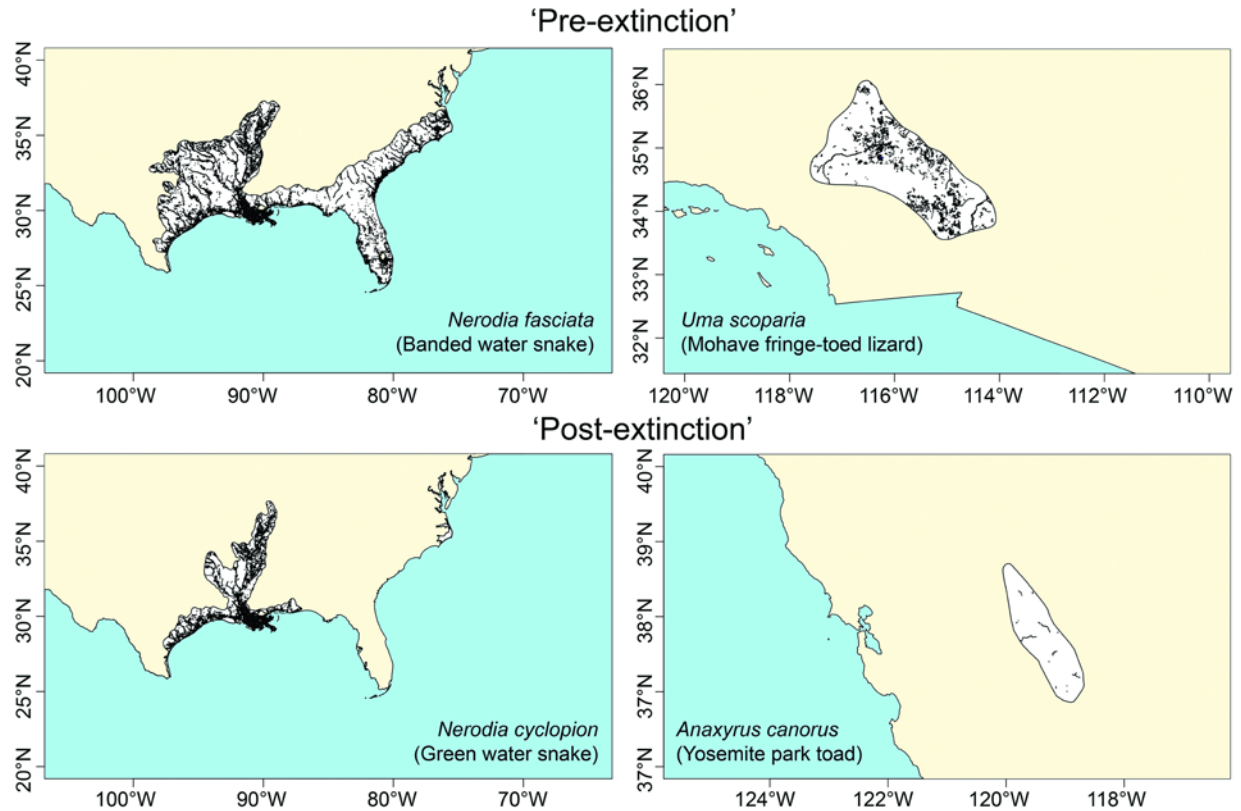 ‘Pre-extinction’
40°N
35°N
30°N
25°N
20°N
Nerodia fasciata
(Banded water snake)
100°W 90°W 80°W 70°W
36°N
35°N
34°N
33°N
32°N
Uma scoparia
(Mohave fringe-toed lizard)
120°W 118°W 116°W 114°W 112°W 110°W
‘Post-extinction’
40°N
35°N
30°N
25°N
20°N
Nerodia cyclopion
(Green water snake)
100°W 90°W 80°W 70°W
40°N
39°N
38°N
37°N
37°N
Anaxyrus canorus
(Yosemite park toad)
124°W 122°W 120°W 118°W